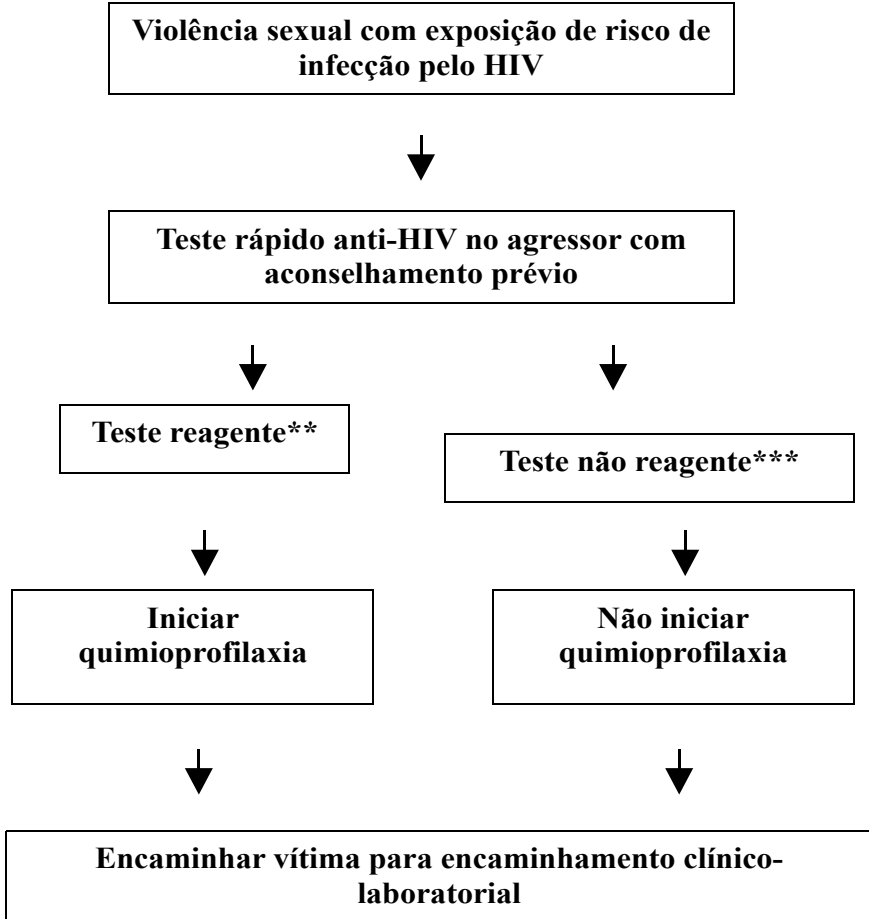 Violência sexual com exposição de risco de
infecção pelo HIV
Teste rápido anti-HIV no agressor com
aconselhamento prévio
Teste reagente**
Teste não reagente***
Iniciar
quimioprofilaxia
Não iniciar
quimioprofilaxia
Encaminhar vítima para encaminhamento clínico-
laboratorial